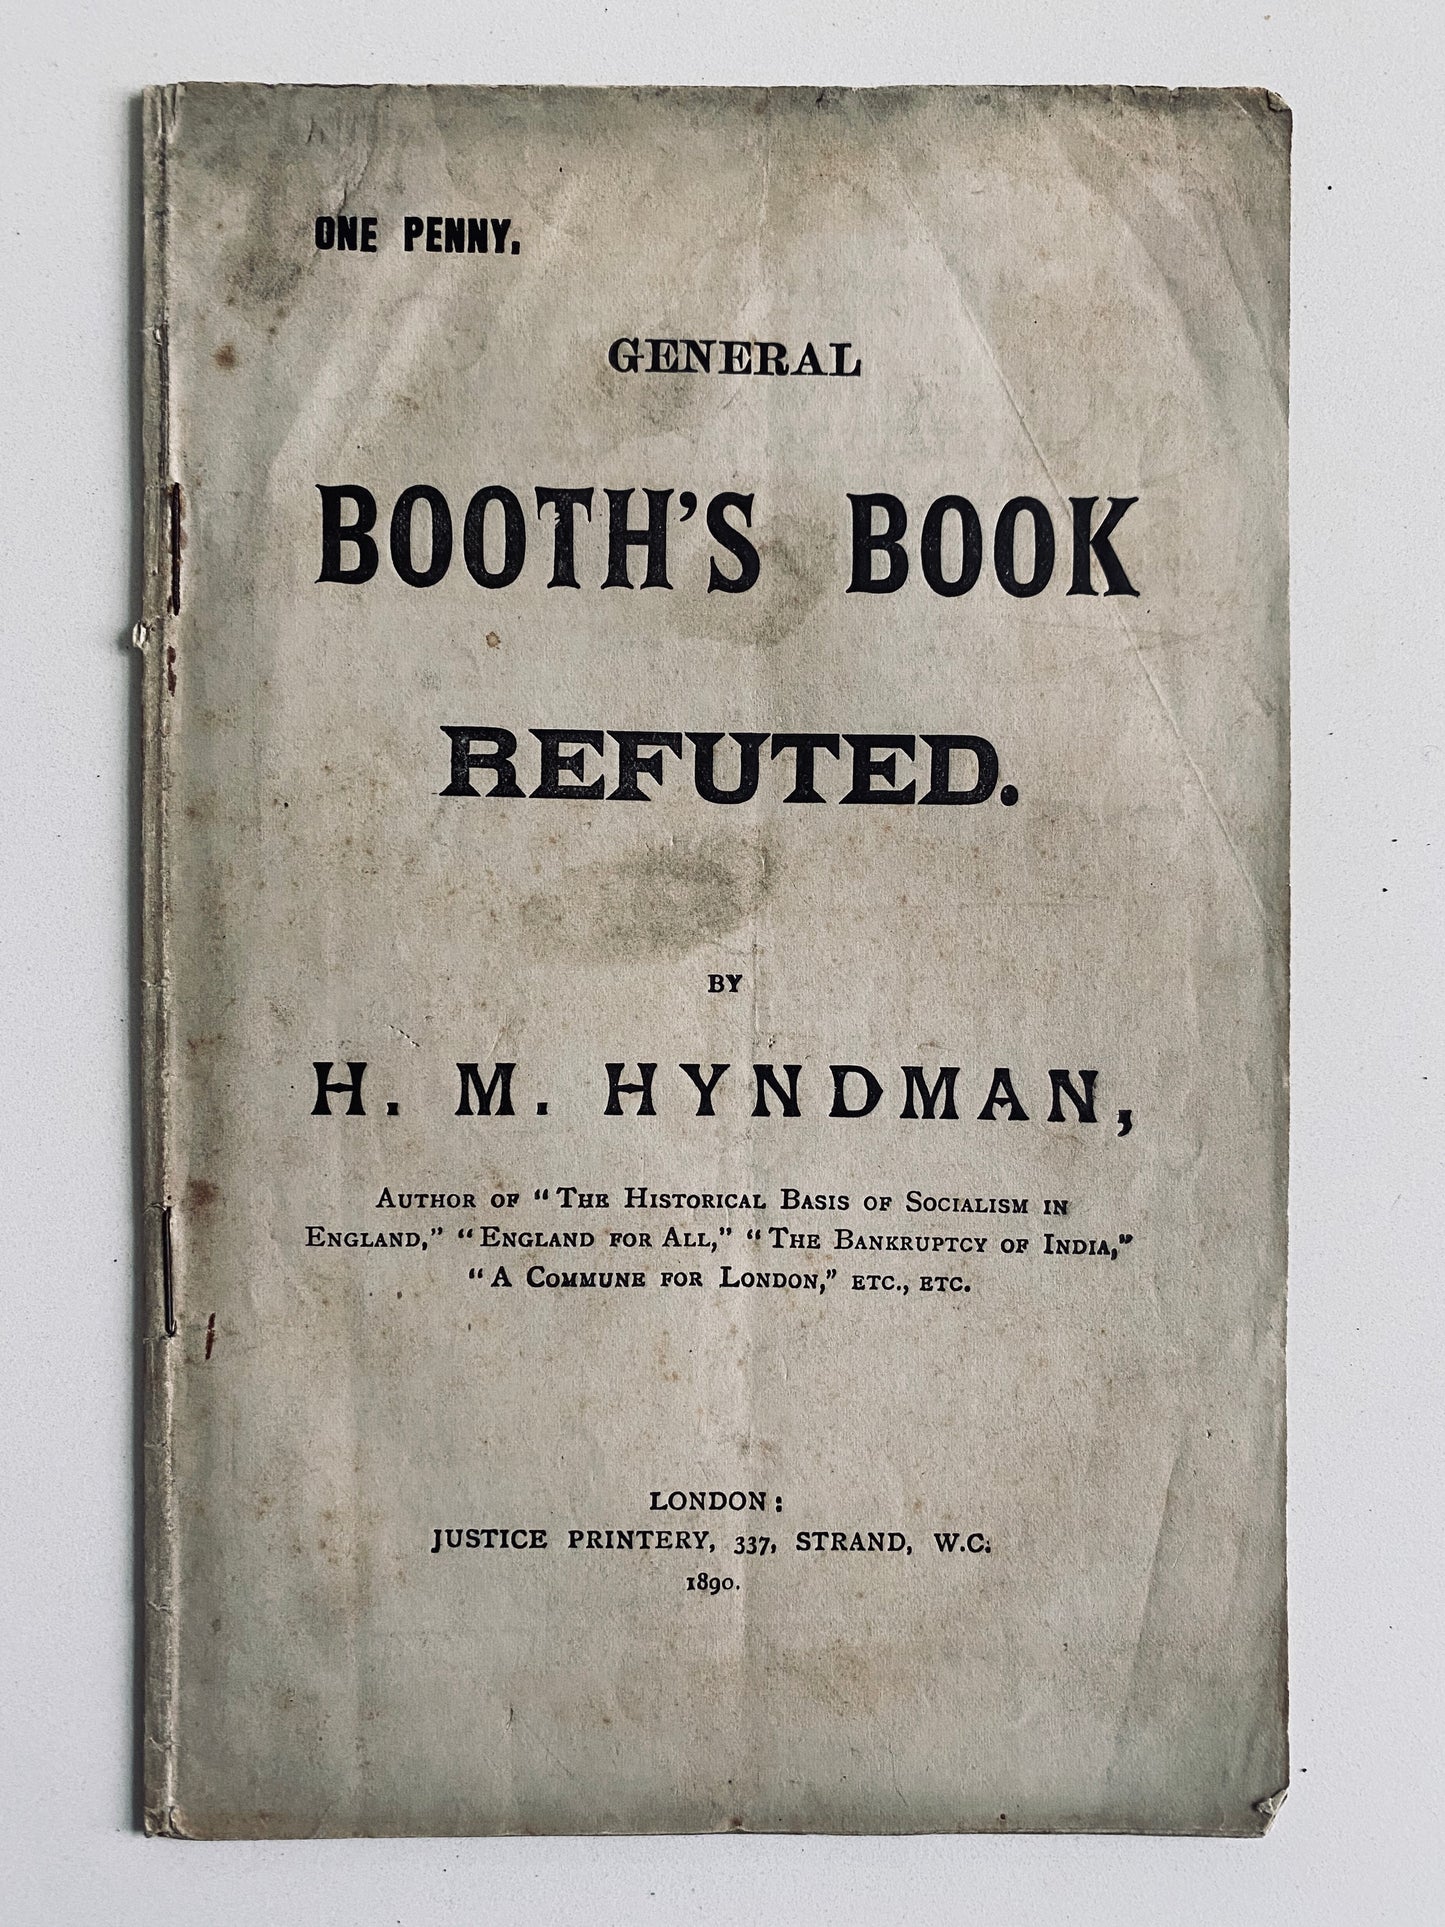 ONE PENNY.
GENERAL
BOOTH'S BOOK
REFUTED.
BY
H. M. HYNDMAN,
AUTHOR OF "THE HISTORICAL BASIS OF SOCIALISM IN
ENGLAND," "ENGLAND FOR ALL," "THE BANKRUPTCY OF INDIA,"
"A COMMUNE FOR LONDON," ETC., ETC.
LONDON:
JUSTICE PRINTERY, 337, STRAND, W.C.
1890.